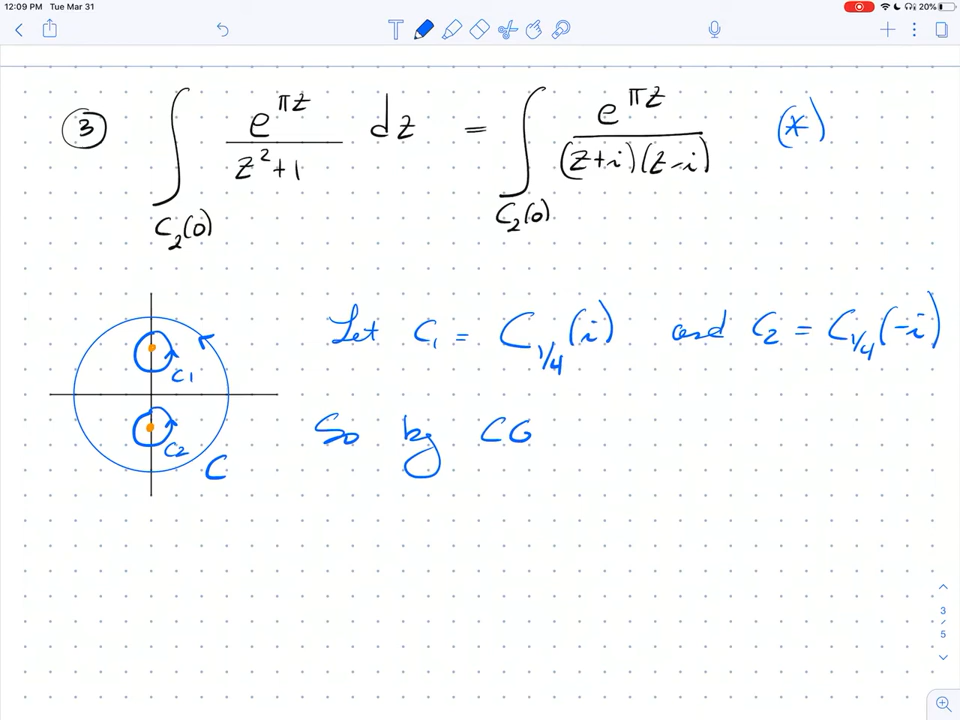 12:09 PM Tue Mar 31
20%
③ ∫_{C₂(0)} e^{πz} / (z²+1) dz = ∫_{C₂(0)} e^{πz} / ((z+i)(z-i)) (*)
Let C₁ = C_{1/4}(i) and C₂ = C_{1/4}(-i)
C1
So by CG
C2
C
3
/
5